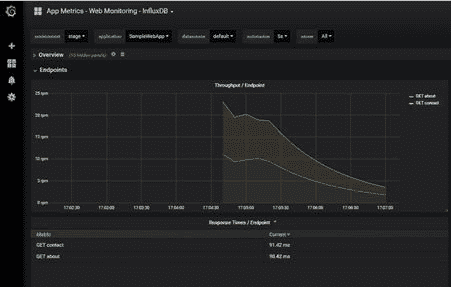 App Metrics - Web Monitoring - InfluxDB
environment stage application SampleWebApp datasource default summarize 5s server All
Overview (10 hidden panels)
Endpoints
Throughput / Endpoint
25 rpm
20 rpm
15 rpm
10 rpm
5 rpm
0 rpm
17:02:30 17:03:00 17:03:30 17:04:00 17:04:30 17:05:00 17:05:30 17:06:00 17:06:30 17:07:00
GET about
GET contact
Response Times / Endpoint
Metric Current
GET contact 91.42 ms
GET about 90.42 ms